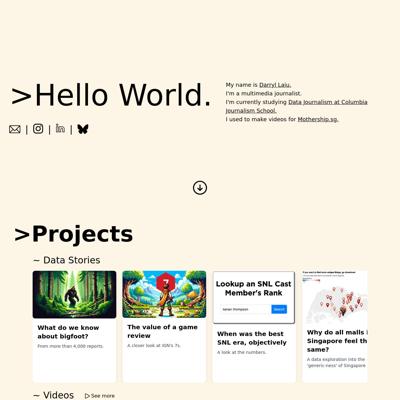 >Hello World.
My name is Darryl Laiu.
I'm a multimedia journalist.
I'm currently studying Data Journalism at Columbia
Journalism School.
I used to make videos for Mothership.sg.
>Projects
~ Data Stories
What do we know
about bigfoot?
From more than 4,000 reports.
7
The value of a game
review
A closer look at IGN's 7s.
Lookup an SNL Cast
Member's Rank
Search
When was the best
SNL era, objectively
A look at the numbers.
Why do all malls i
Singapore feel th
same?
A data exploration into the
'generic-ness' of Singapore
~ Videos
See more